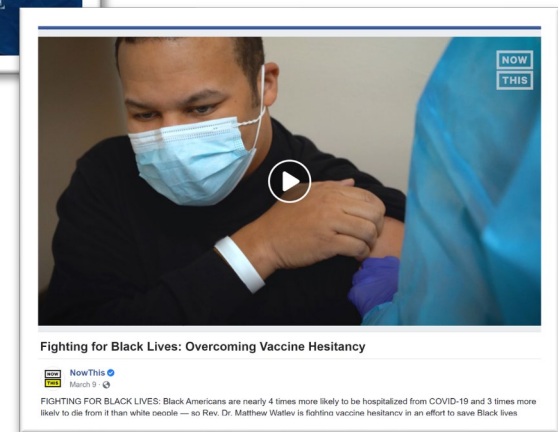 NOW
THIS
Fighting for Black Lives: Overcoming Vaccine Hesitancy
NOW
THIS
NowThis
March 9 ·
FIGHTING FOR BLACK LIVES: Black Americans are nearly 4 times more likely to be hospitalized from COVID-19 and 3 times more
likely to die from it than white people — so Rev. Dr. Matthew Watley is fighting vaccine hesitancy in an effort to save Black lives